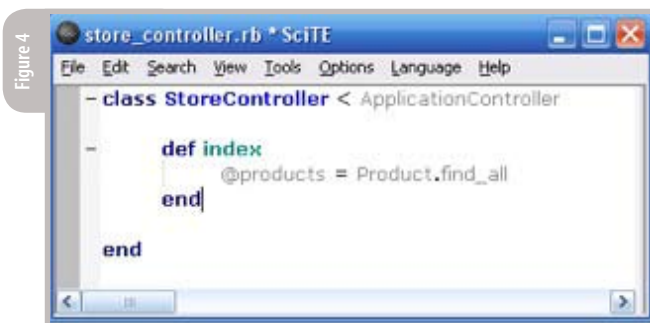 Figure 4
store_controller.rb * SciTE
File Edit Search View Tools Options Language Help
class StoreController < ApplicationController
def index
@products = Product.find_all
end
end